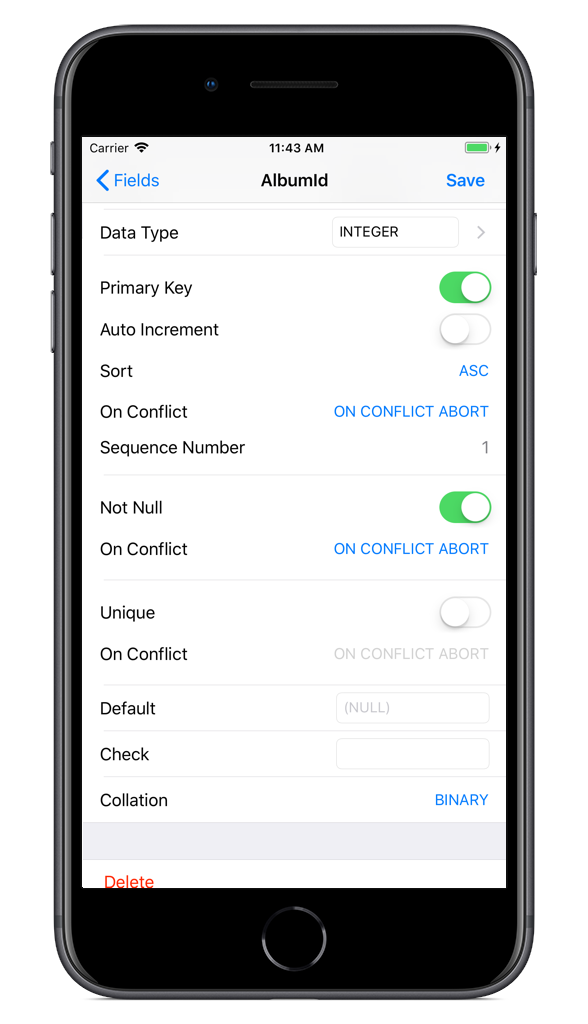 Carrier 11:43 AM
Fields AlbumId Save
Data Type INTEGER
Primary Key
Auto Increment
Sort ASC
On Conflict ON CONFLICT ABORT
Sequence Number 1
Not Null
On Conflict ON CONFLICT ABORT
Unique
On Conflict ON CONFLICT ABORT
Default (NULL)
Check
Collation BINARY
Delete